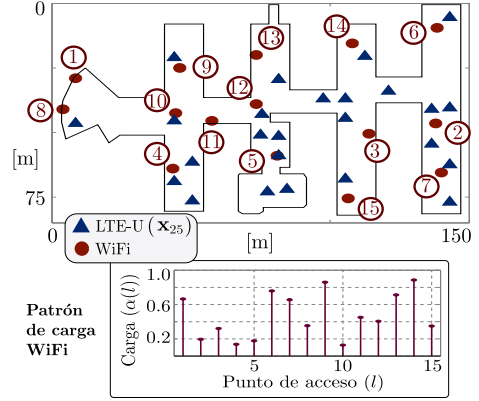 0
14
6
1
13
9
12
8
10
2
11
3
4
5
[m]
7
75
15
0
[m]
150
LTE-U (x₂₅)
WiFi
Patrón
de carga
WiFi
Carga (α(l))
1.0
0.8
0.6
0.2
5
10
15
Punto de acceso (l)